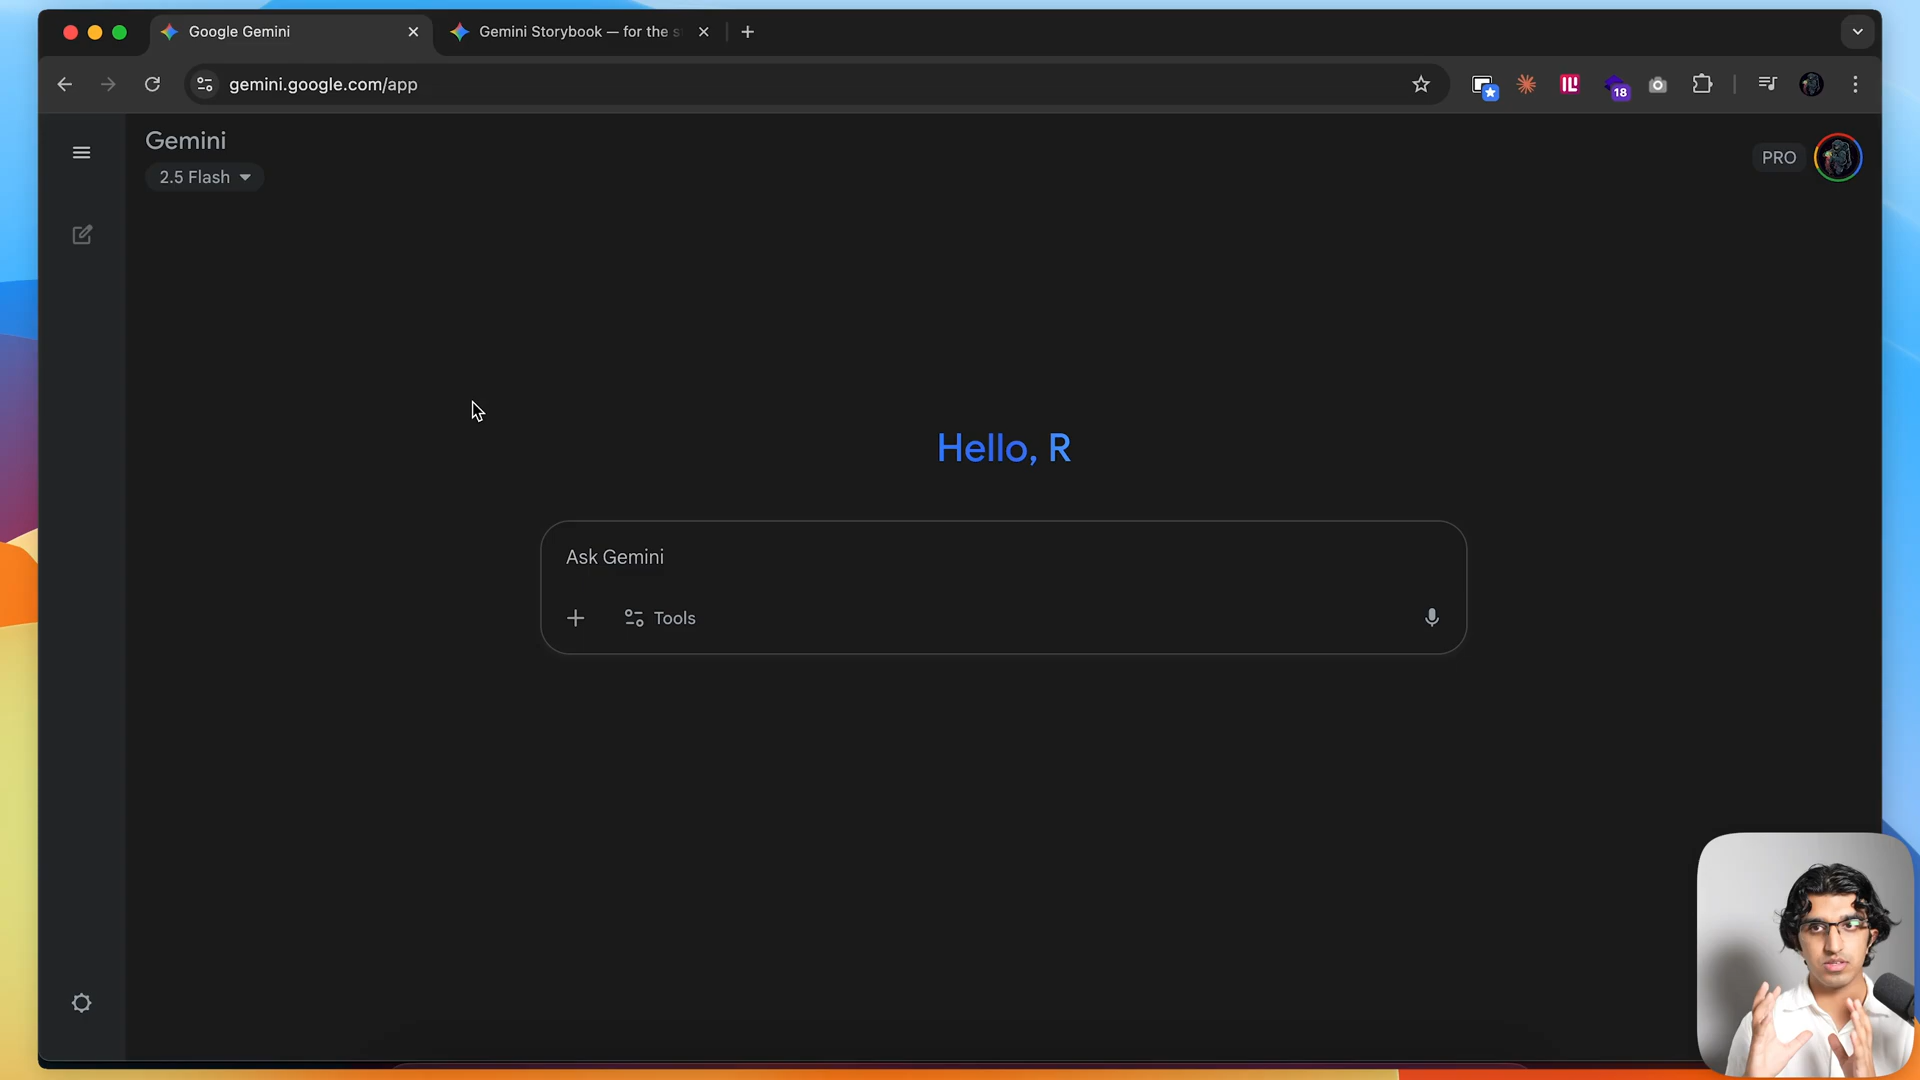 Google Gemini
Gemini Storybook — for the s
gemini.google.com/app
18
Gemini
2.5 Flash
PRO
Hello, R
Ask Gemini
Tools